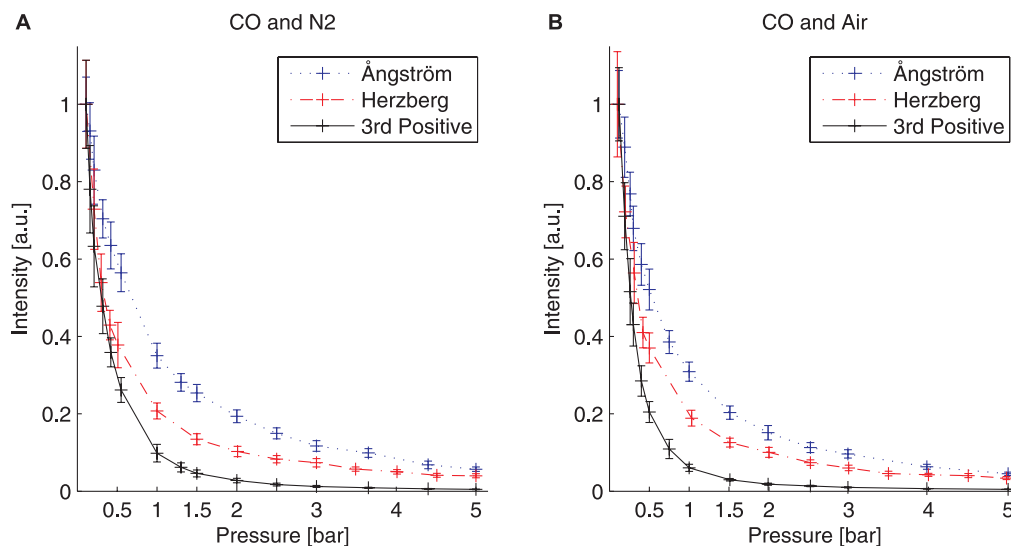 A
CO and N2
Intensity [a.u.]
1
0.8
0.6
0.4
0.2
0
Ångström
Herzberg
3rd Positive
0.5 1 1.5 2 3 4 5
Pressure [bar]
B
CO and Air
Intensity [a.u.]
1
0.8
0.6
0.4
0.2
0
Ångström
Herzberg
3rd Positive
0.5 1 1.5 2 3 4 5
Pressure [bar]